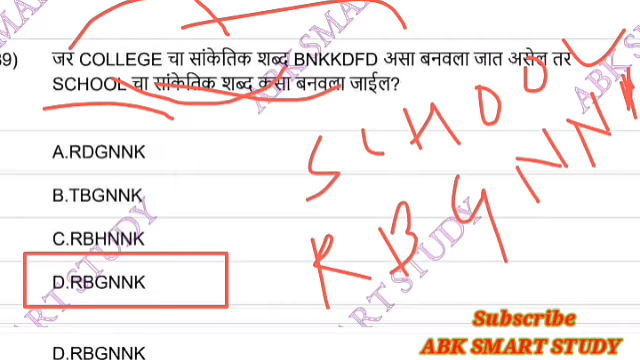 39) जर COLLEGE चा सांकेतिक शब्द BNKKDFD असा बनवला जात असेल तर
SCHOOL चा सांकेतिक शब्द कसा बनवला जाईल?
SCHOOL
A.RDGNNK
B.TBGNNK
RBGNNK
C.RBHNNK
D.RBGNNK
Subscribe
ABK SMART STUDY
D.RBGNNK